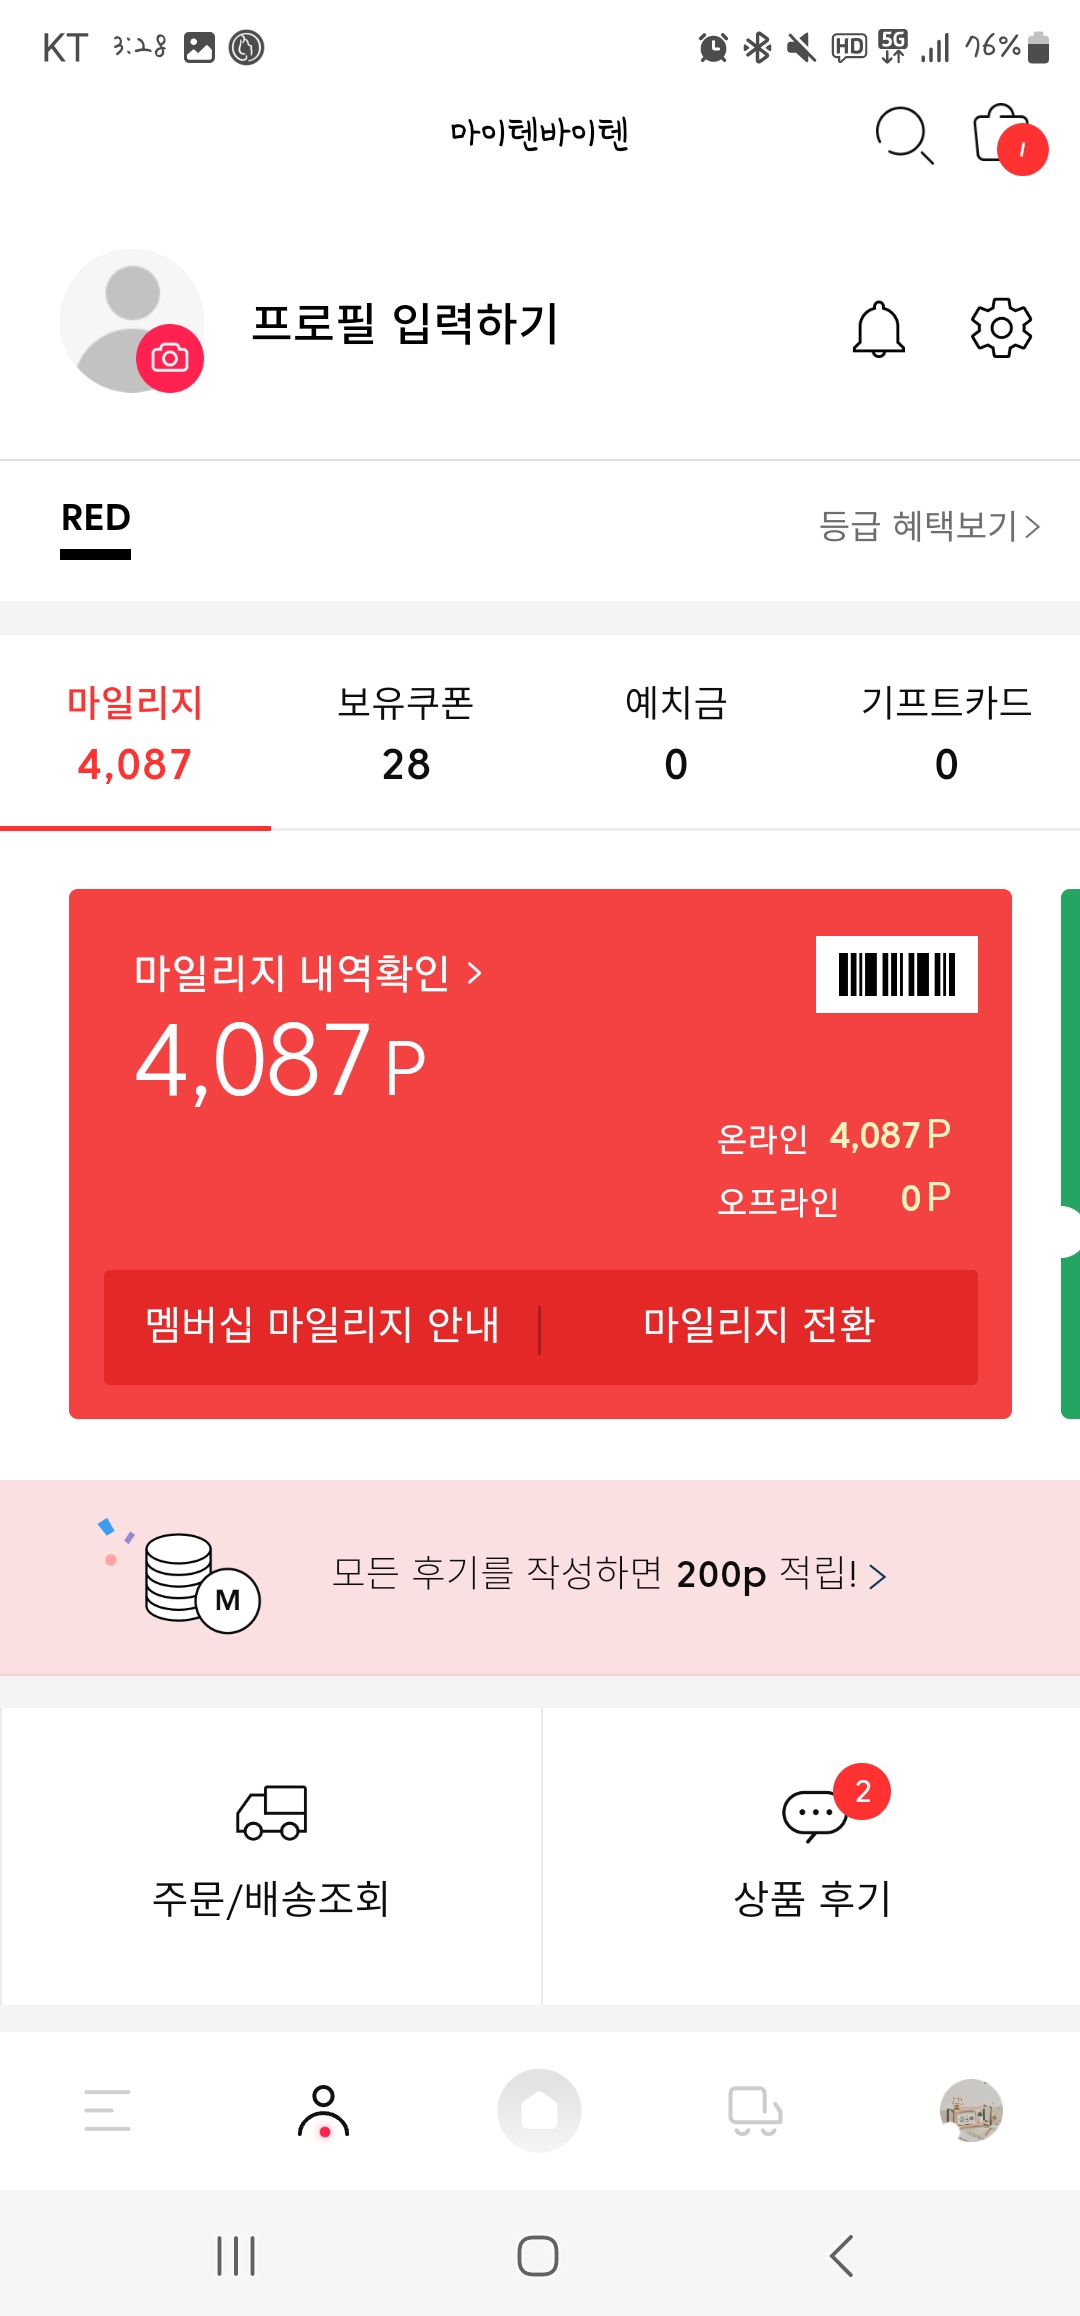 KT 3:28 HD 5G 76%
마이텐바이텐
1
프로필 입력하기
RED
등급 혜택보기
마일리지 보유쿠폰 예치금 기프트카드
4,087 28 0 0
마일리지 내역확인
4,087 P
온라인 4,087 P
오프라인 0 P
멤버십 마일리지 안내 마일리지 전환
M
모든 후기를 작성하면 200p 적립!
2
주문/배송조회 상품 후기